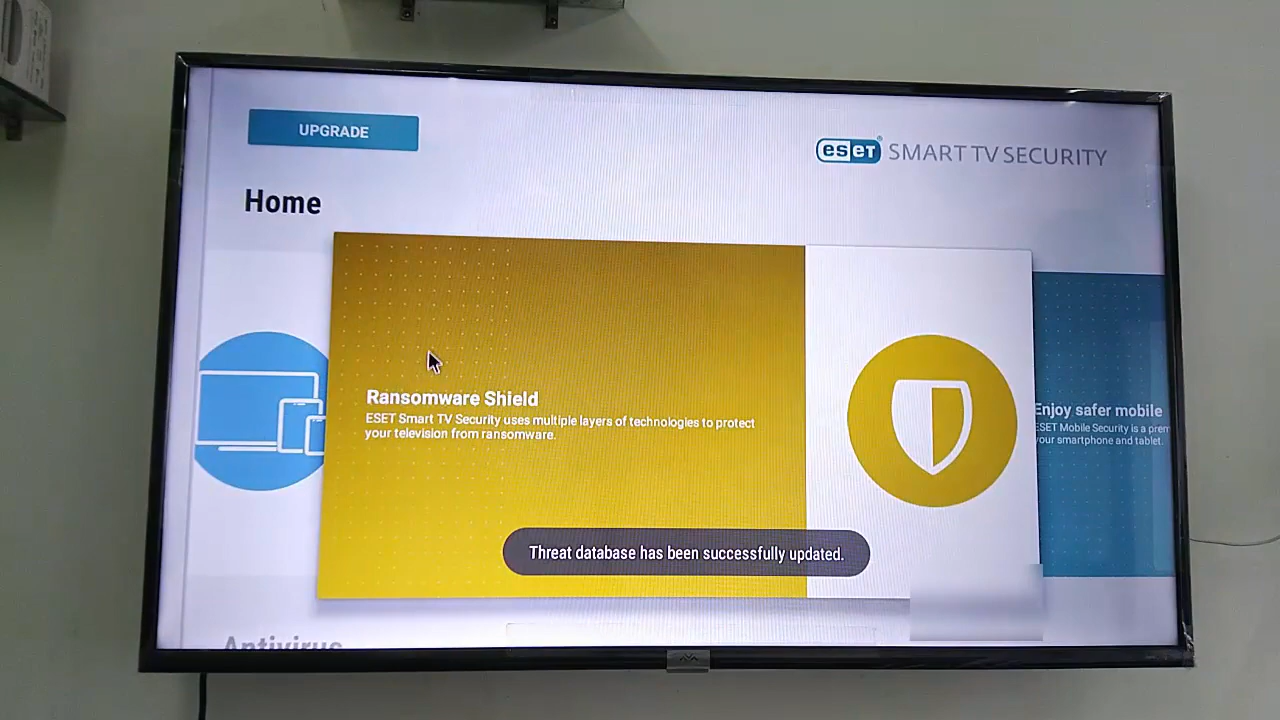 UPGRADE
eseT® SMART TV SECURITY
Home
Ransomware Shield
ESET Smart TV Security uses multiple layers of technologies to protect
your television from ransomware.
Enjoy safer mobile
ESET Mobile Security is a prem
your smartphone and tablet.
Threat database has been successfully updated.
Antivirus